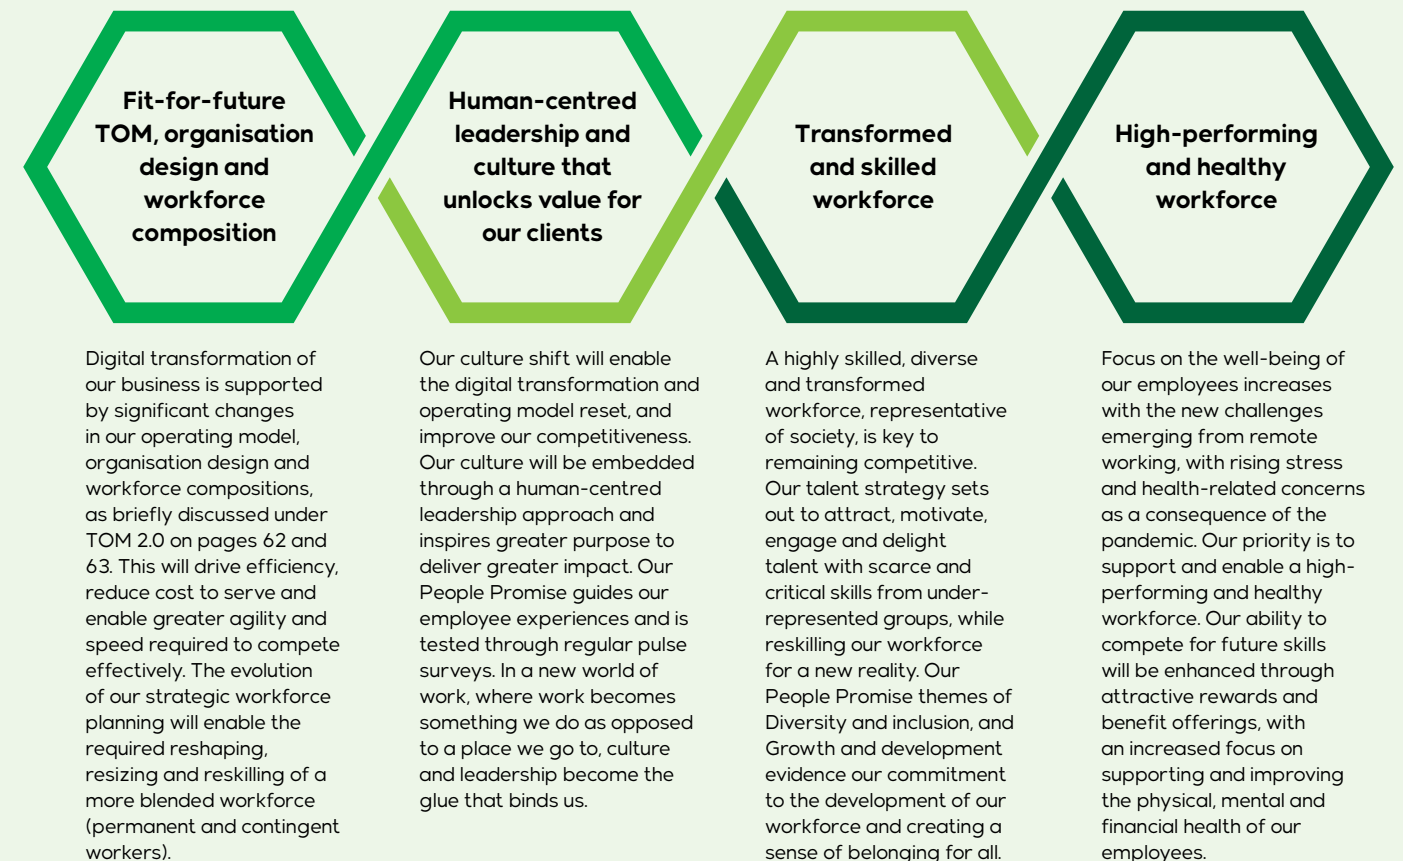 Fit-for-future
TOM, organisation
design and
workforce
composition
Human-centred
leadership and
culture that
unlocks value for
our clients
Transformed
and skilled
workforce
High-performing
and healthy
workforce
Digital transformation of
our business is supported
by significant changes
in our operating model,
organisation design and
workforce compositions,
as briefly discussed under
TOM 2.0 on pages 62 and
63. This will drive efficiency,
reduce cost to serve and
enable greater agility and
speed required to compete
effectively. The evolution
of our strategic workforce
planning will enable the
required reshaping,
resizing and reskilling of a
more blended workforce
(permanent and contingent
workers).
Our culture shift will enable
the digital transformation and
operating model reset, and
improve our competitiveness.
Our culture will be embedded
through a human-centred
leadership approach and
inspires greater purpose to
deliver greater impact. Our
People Promise guides our
employee experiences and is
tested through regular pulse
surveys. In a new world of
work, where work becomes
something we do as opposed
to a place we go to, culture
and leadership become the
glue that binds us.
A highly skilled, diverse
and transformed
workforce, representative
of society, is key to
remaining competitive.
Our talent strategy sets
out to attract, motivate,
engage and delight
talent with scarce and
critical skills from under-
represented groups, while
reskilling our workforce
for a new reality. Our
People Promise themes of
Diversity and inclusion, and
Growth and development
evidence our commitment
to the development of our
workforce and creating a
sense of belonging for all.
Focus on the well-being of
our employees increases
with the new challenges
emerging from remote
working, with rising stress
and health-related concerns
as a consequence of the
pandemic. Our priority is to
support and enable a high-
performing and healthy
workforce. Our ability to
compete for future skills
will be enhanced through
attractive rewards and
benefit offerings, with
an increased focus on
supporting and improving
the physical, mental and
financial health of our
employees.